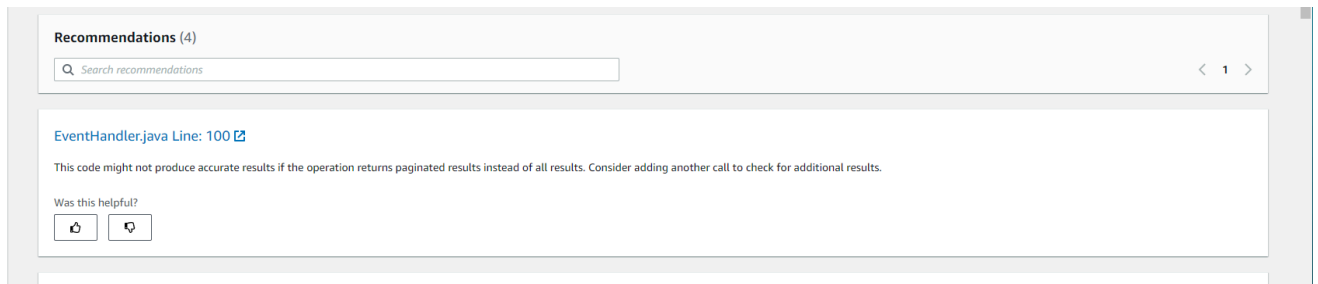 Recommendations (4)
Search recommendations
1
EventHandler.java Line: 100
This code might not produce accurate results if the operation returns paginated results instead of all results. Consider adding another call to check for additional results.
Was this helpful?